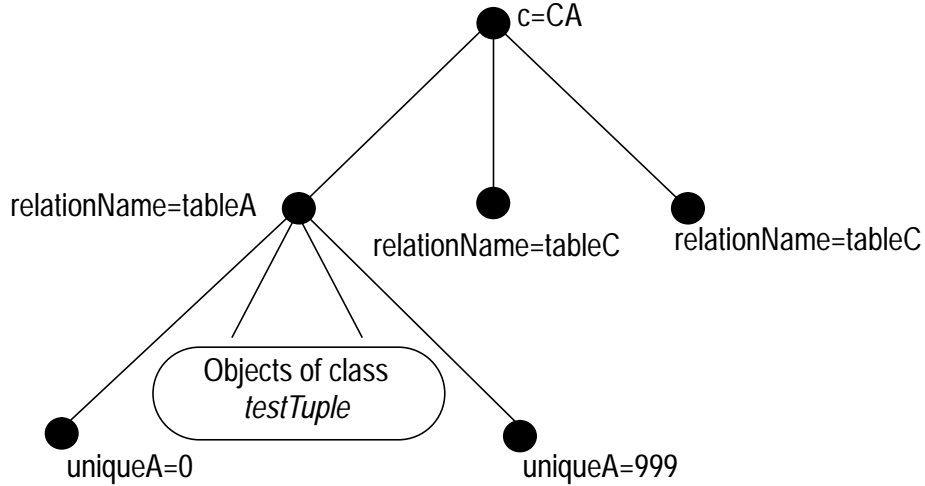 c=CA
relationName=tableA
relationName=tableC
relationName=tableC
Objects of class
testTuple
uniqueA=0
uniqueA=999